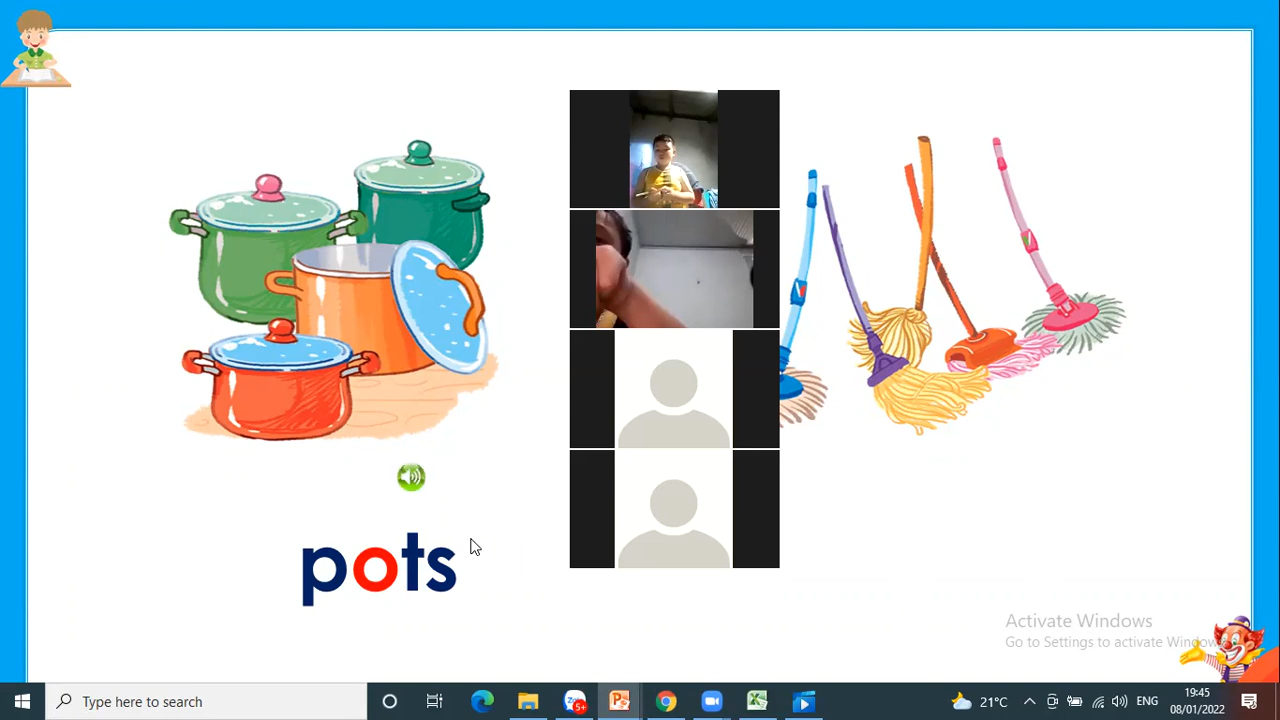 pots
Activate Windows
Go to Settings to activate Windows.
Type here to search
5+
21°C
ENG
19:45
08/01/2022